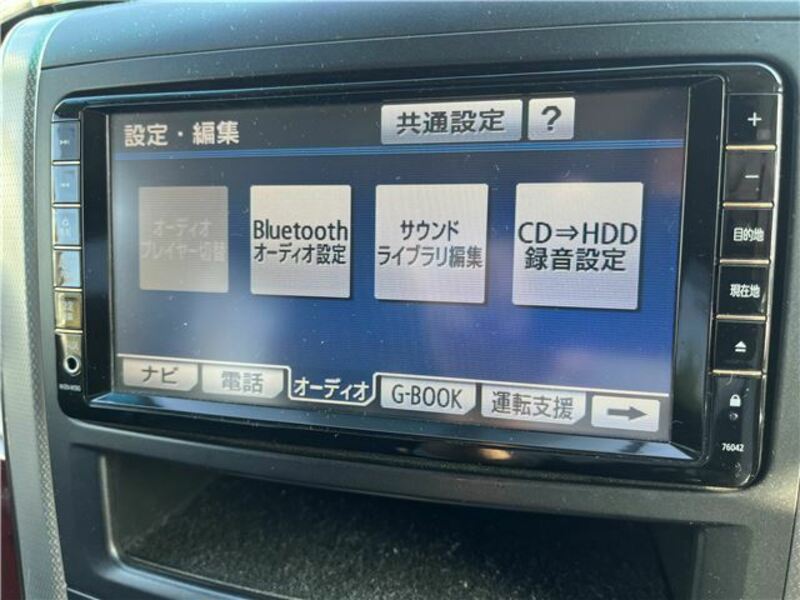 設定・編集
共通設定
?
オーディオ
プレイヤー切替
Bluetooth
オーディオ設定
サウンド
ライブラリ編集
CD⇒HDD
録音設定
ナビ
電話
オーディオ
G-BOOK
運転支援
+
−
目的地
現在地
76042